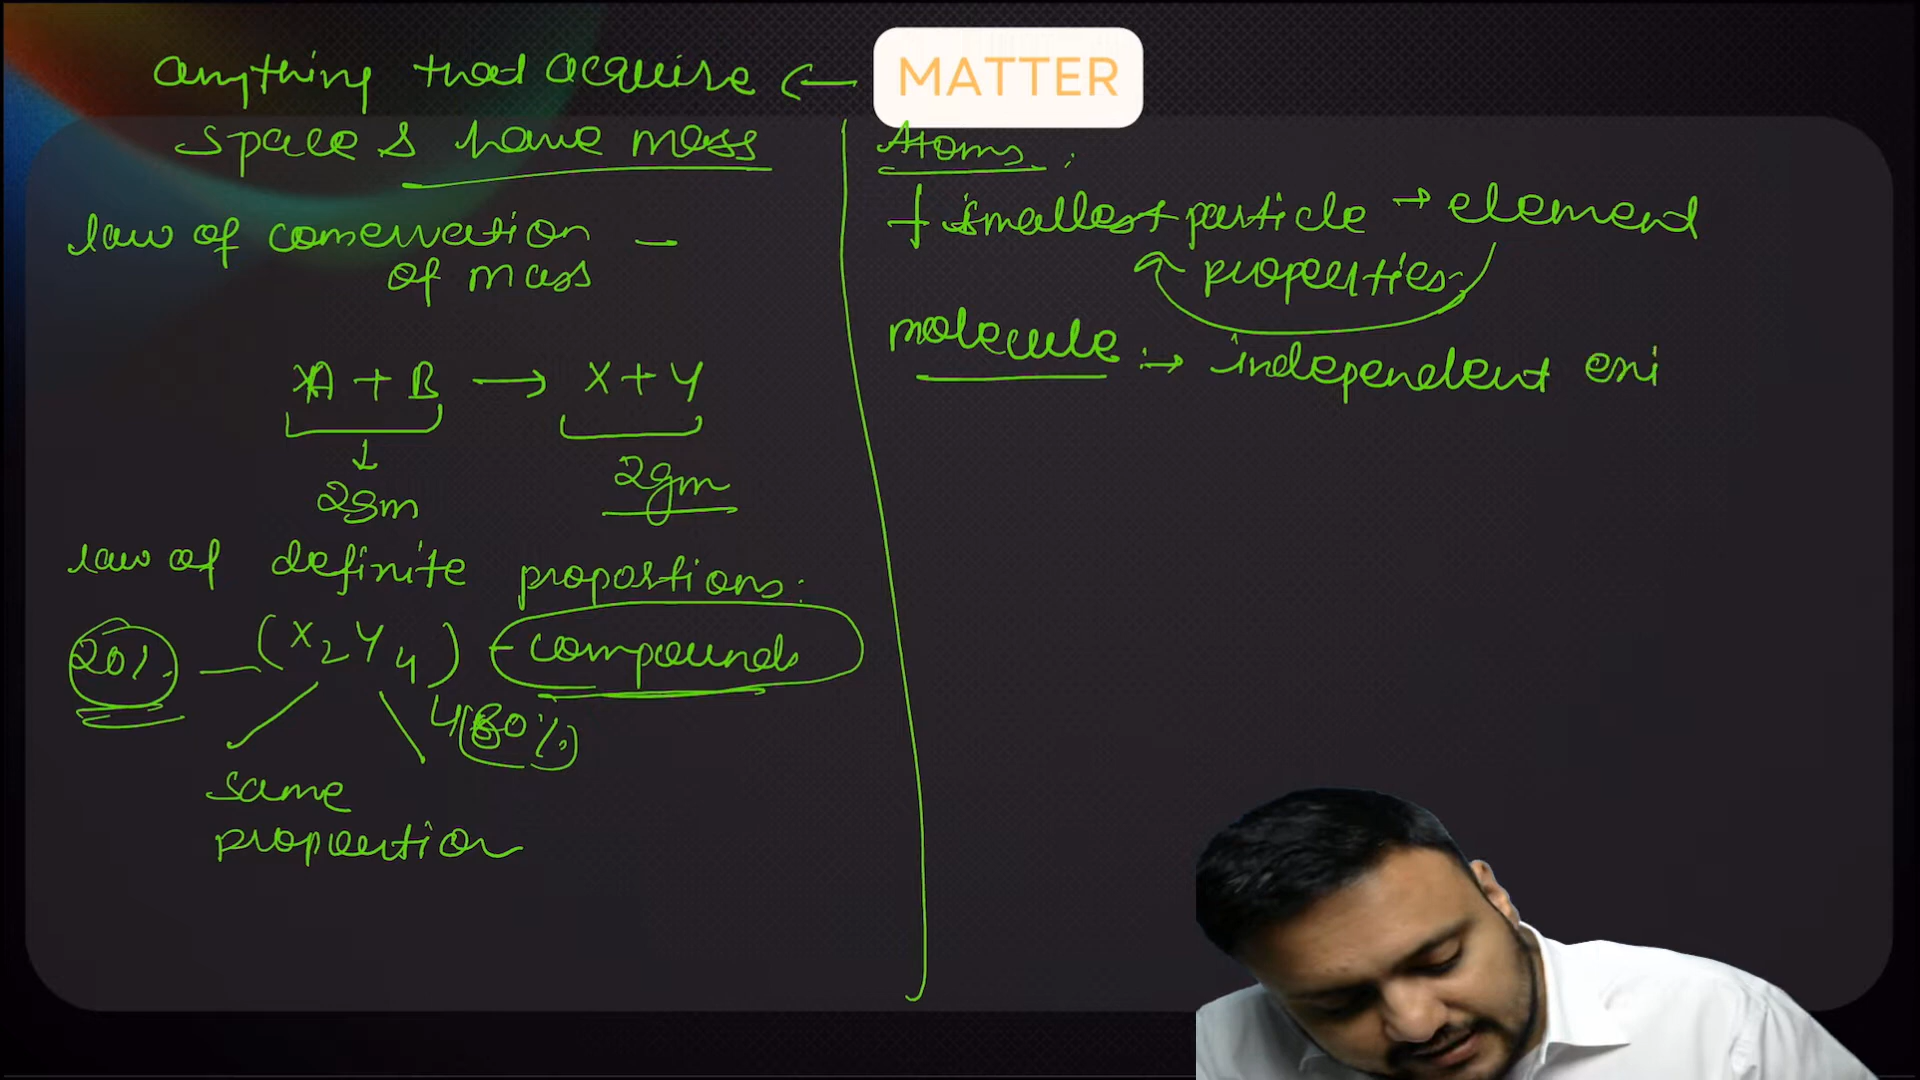 MATTER
anything that acquire ←
space & have mass
law of conservation –
of mass
XA + B → X + Y
↓
2gm
2gm
law of definite proportions:
20%. — (X2Y4) – compounds
80%.
same
proportion
Atoms :
smallest particle → element
properties
molecule :→ independent exi